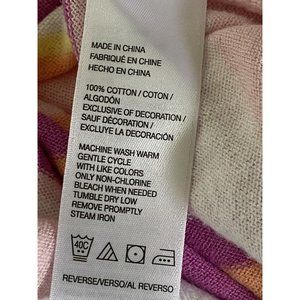 MADE IN CHINA
FABRIQUÉ EN CHINE
HECHO EN CHINA
100% COTTON / COTON /
ALGODÓN
EXCLUSIVE OF DECORATION /
SAUF DÉCORATION /
EXCLUYE LA DECORACIÓN
MACHINE WASH WARM
GENTLE CYCLE
WITH LIKE COLORS
ONLY NON-CHLORINE
BLEACH WHEN NEEDED
TUMBLE DRY LOW
REMOVE PROMPTLY
STEAM IRON
40C
REVERSE/VERSO/AL REVERSO